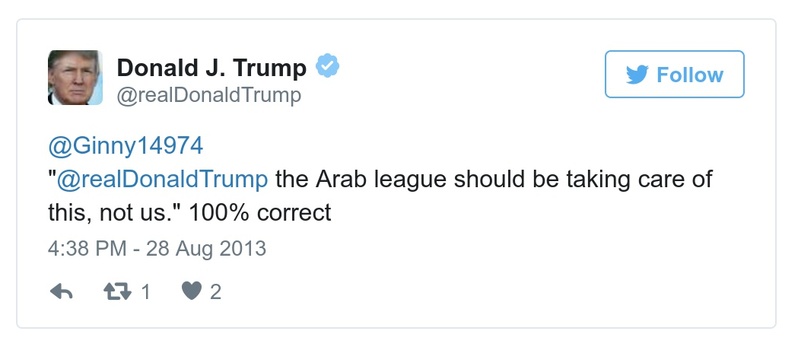 Donald J. Trump
@realDonaldTrump
Follow
@Ginny14974
"@realDonaldTrump the Arab league should be taking care of
this, not us." 100% correct
4:38 PM - 28 Aug 2013
1 2